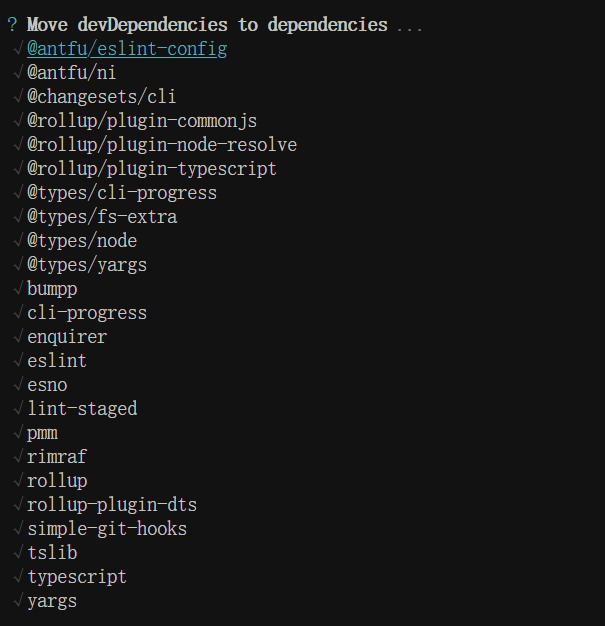 ? Move devDependencies to dependencies ...
√ @antfu/eslint-config
√ @antfu/ni
√ @changesets/cli
√ @rollup/plugin-commonjs
√ @rollup/plugin-node-resolve
√ @rollup/plugin-typescript
√ @types/cli-progress
√ @types/fs-extra
√ @types/node
√ @types/yargs
√ bumpp
√ cli-progress
√ enquirer
√ eslint
√ esno
√ lint-staged
√ pmm
√ rimraf
√ rollup
√ rollup-plugin-dts
√ simple-git-hooks
√ tslib
√ typescript
√ yargs